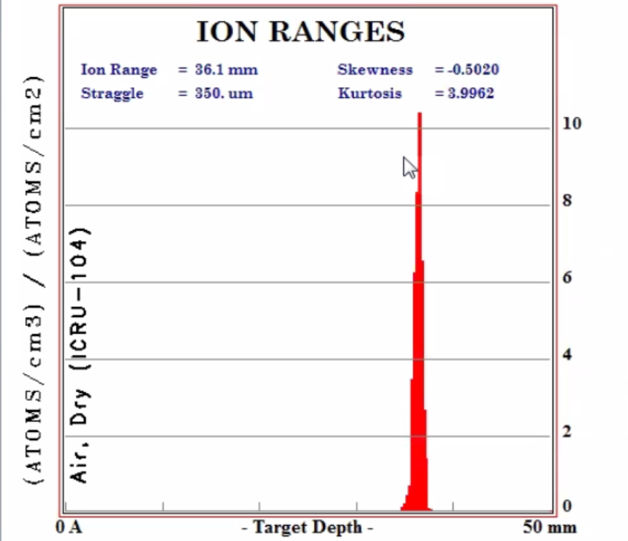 ION RANGES
Ion Range = 36.1 mm Skewness = -0.5020
Straggle = 350. um Kurtosis = 3.9962
(ATOMS/cm3) / (ATOMS/cm2)
Air, Dry (ICRU-104)
10
8
6
4
2
0
0 A - Target Depth - 50 mm